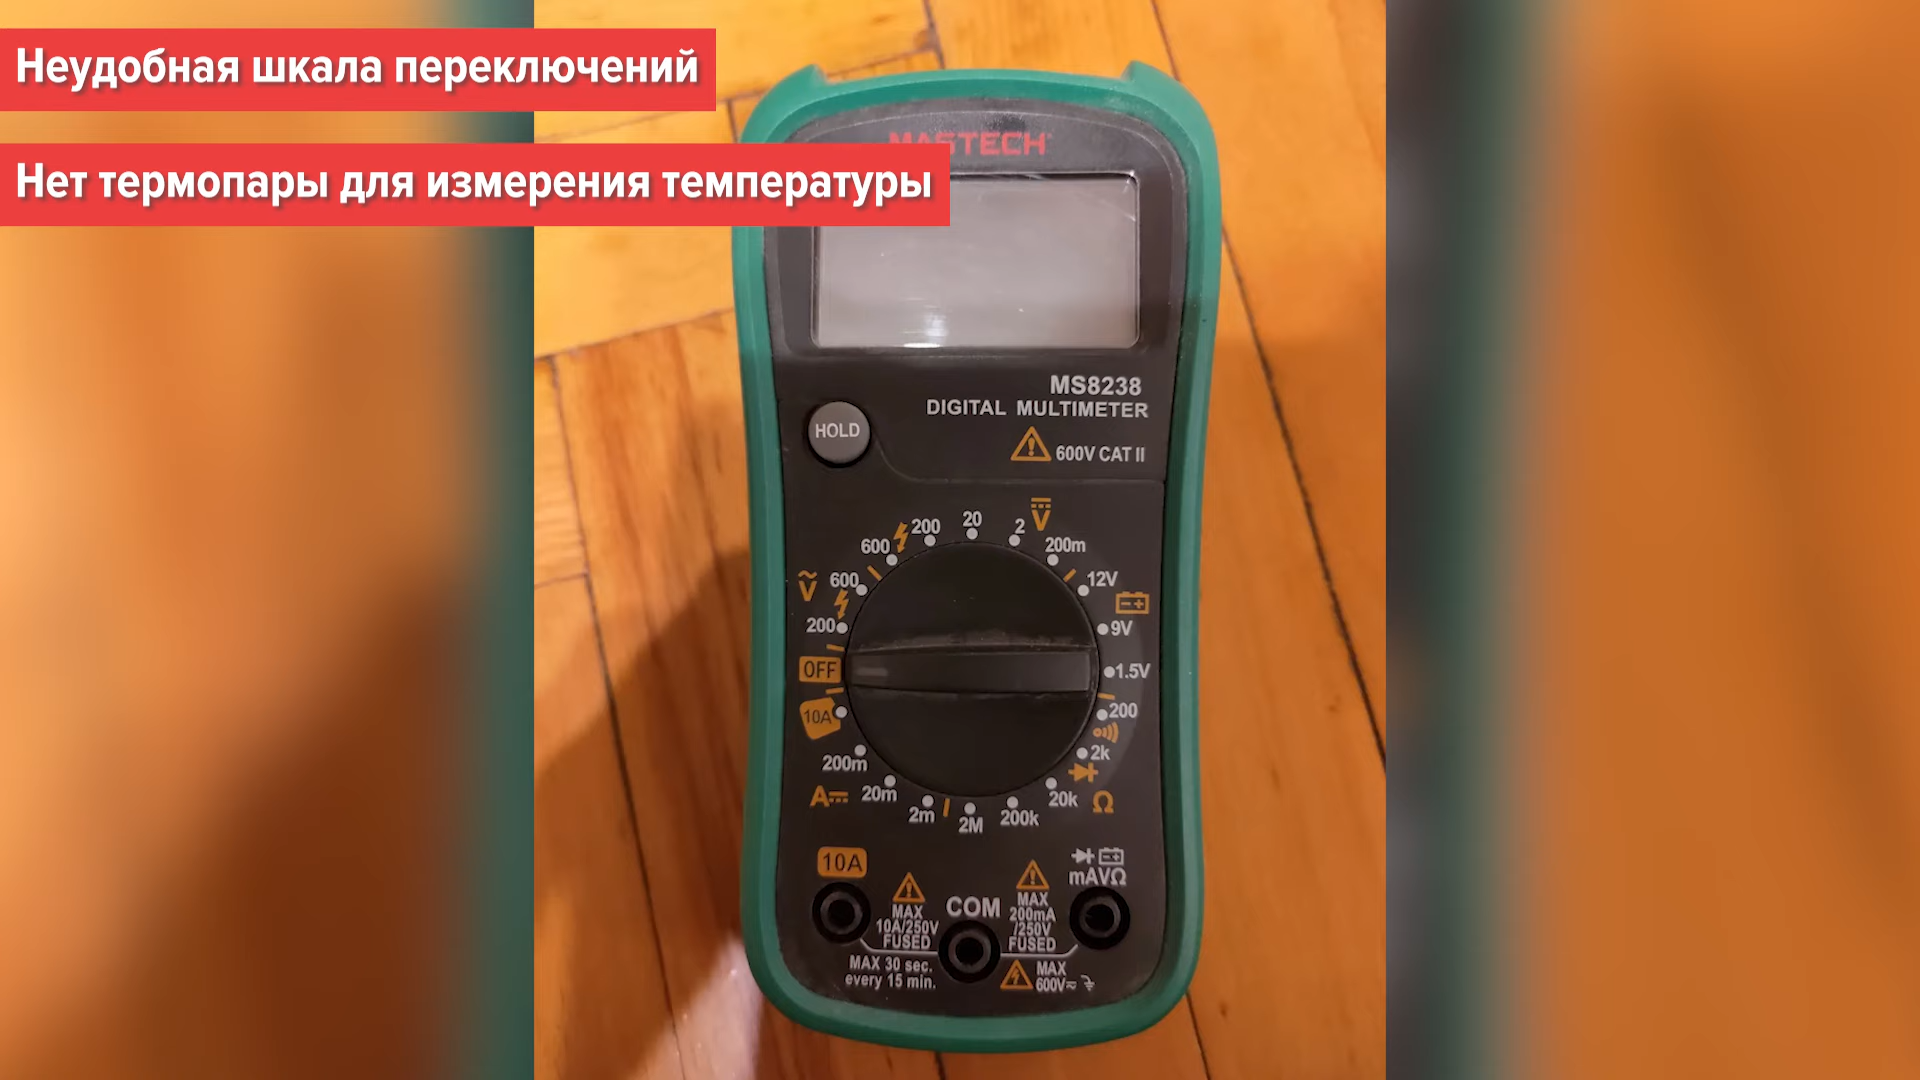 Неудобная шкала переключений
Нет термопары для измерения температуры
MASTECH
MS8238
DIGITAL MULTIMETER
HOLD
600V CAT II
V
200 20 2
600 200m
V 600 12V
200 9V
OFF 1.5V
10A 200
200m 2k
A 20m 20k Ω
2m 2M 200k
10A
mAVΩ
COM
MAX
10A/250V
FUSED
MAX
200mA
/250V
FUSED
MAX 30 sec.
every 15 min.
MAX
600V≂